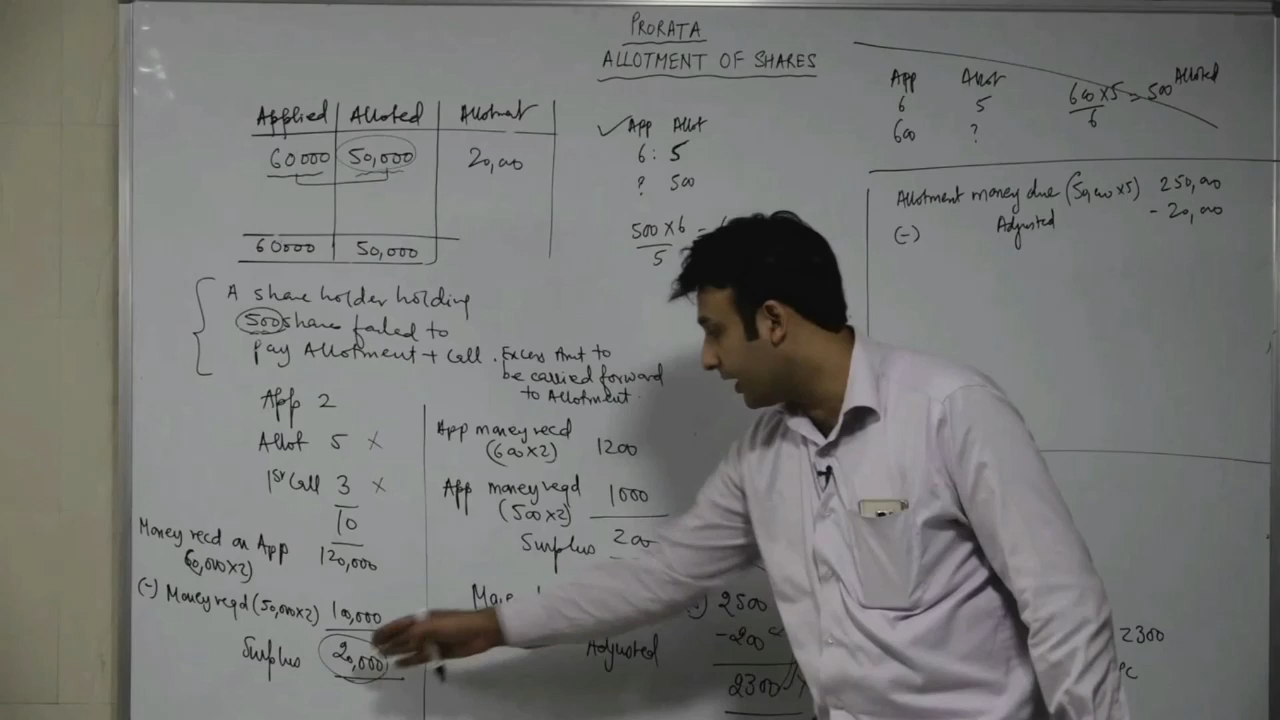 PRORATA
ALLOTMENT OF SHARES
Applied Alloted Allotment
60000 50,000 20,000
60000 50,000
App Allot
6 : 5
? 500
500 x 6
5
App Allot
6 5
600 ?
600 x 5 = 500 Alloted
6
Allotment money due (50,000 x 5) 250,000
(-) Adjusted - 20,000
A share holder holding
500 share failed to
pay Allotment + Call. Excess Amt to
be carried forward
to Allotment.
App 2
Allot 5 x
1st Call 3 x
10
Money recd on App 120,000
(60,000 x 2)
(-) Money reqd (50,000 x 2) 100,000
Surplus 20,000
App money recd
(600 x 2) 1200
App money reqd 1000
(500 x 2)
Surplus 200
2500
Adjusted - 200
2300
2300